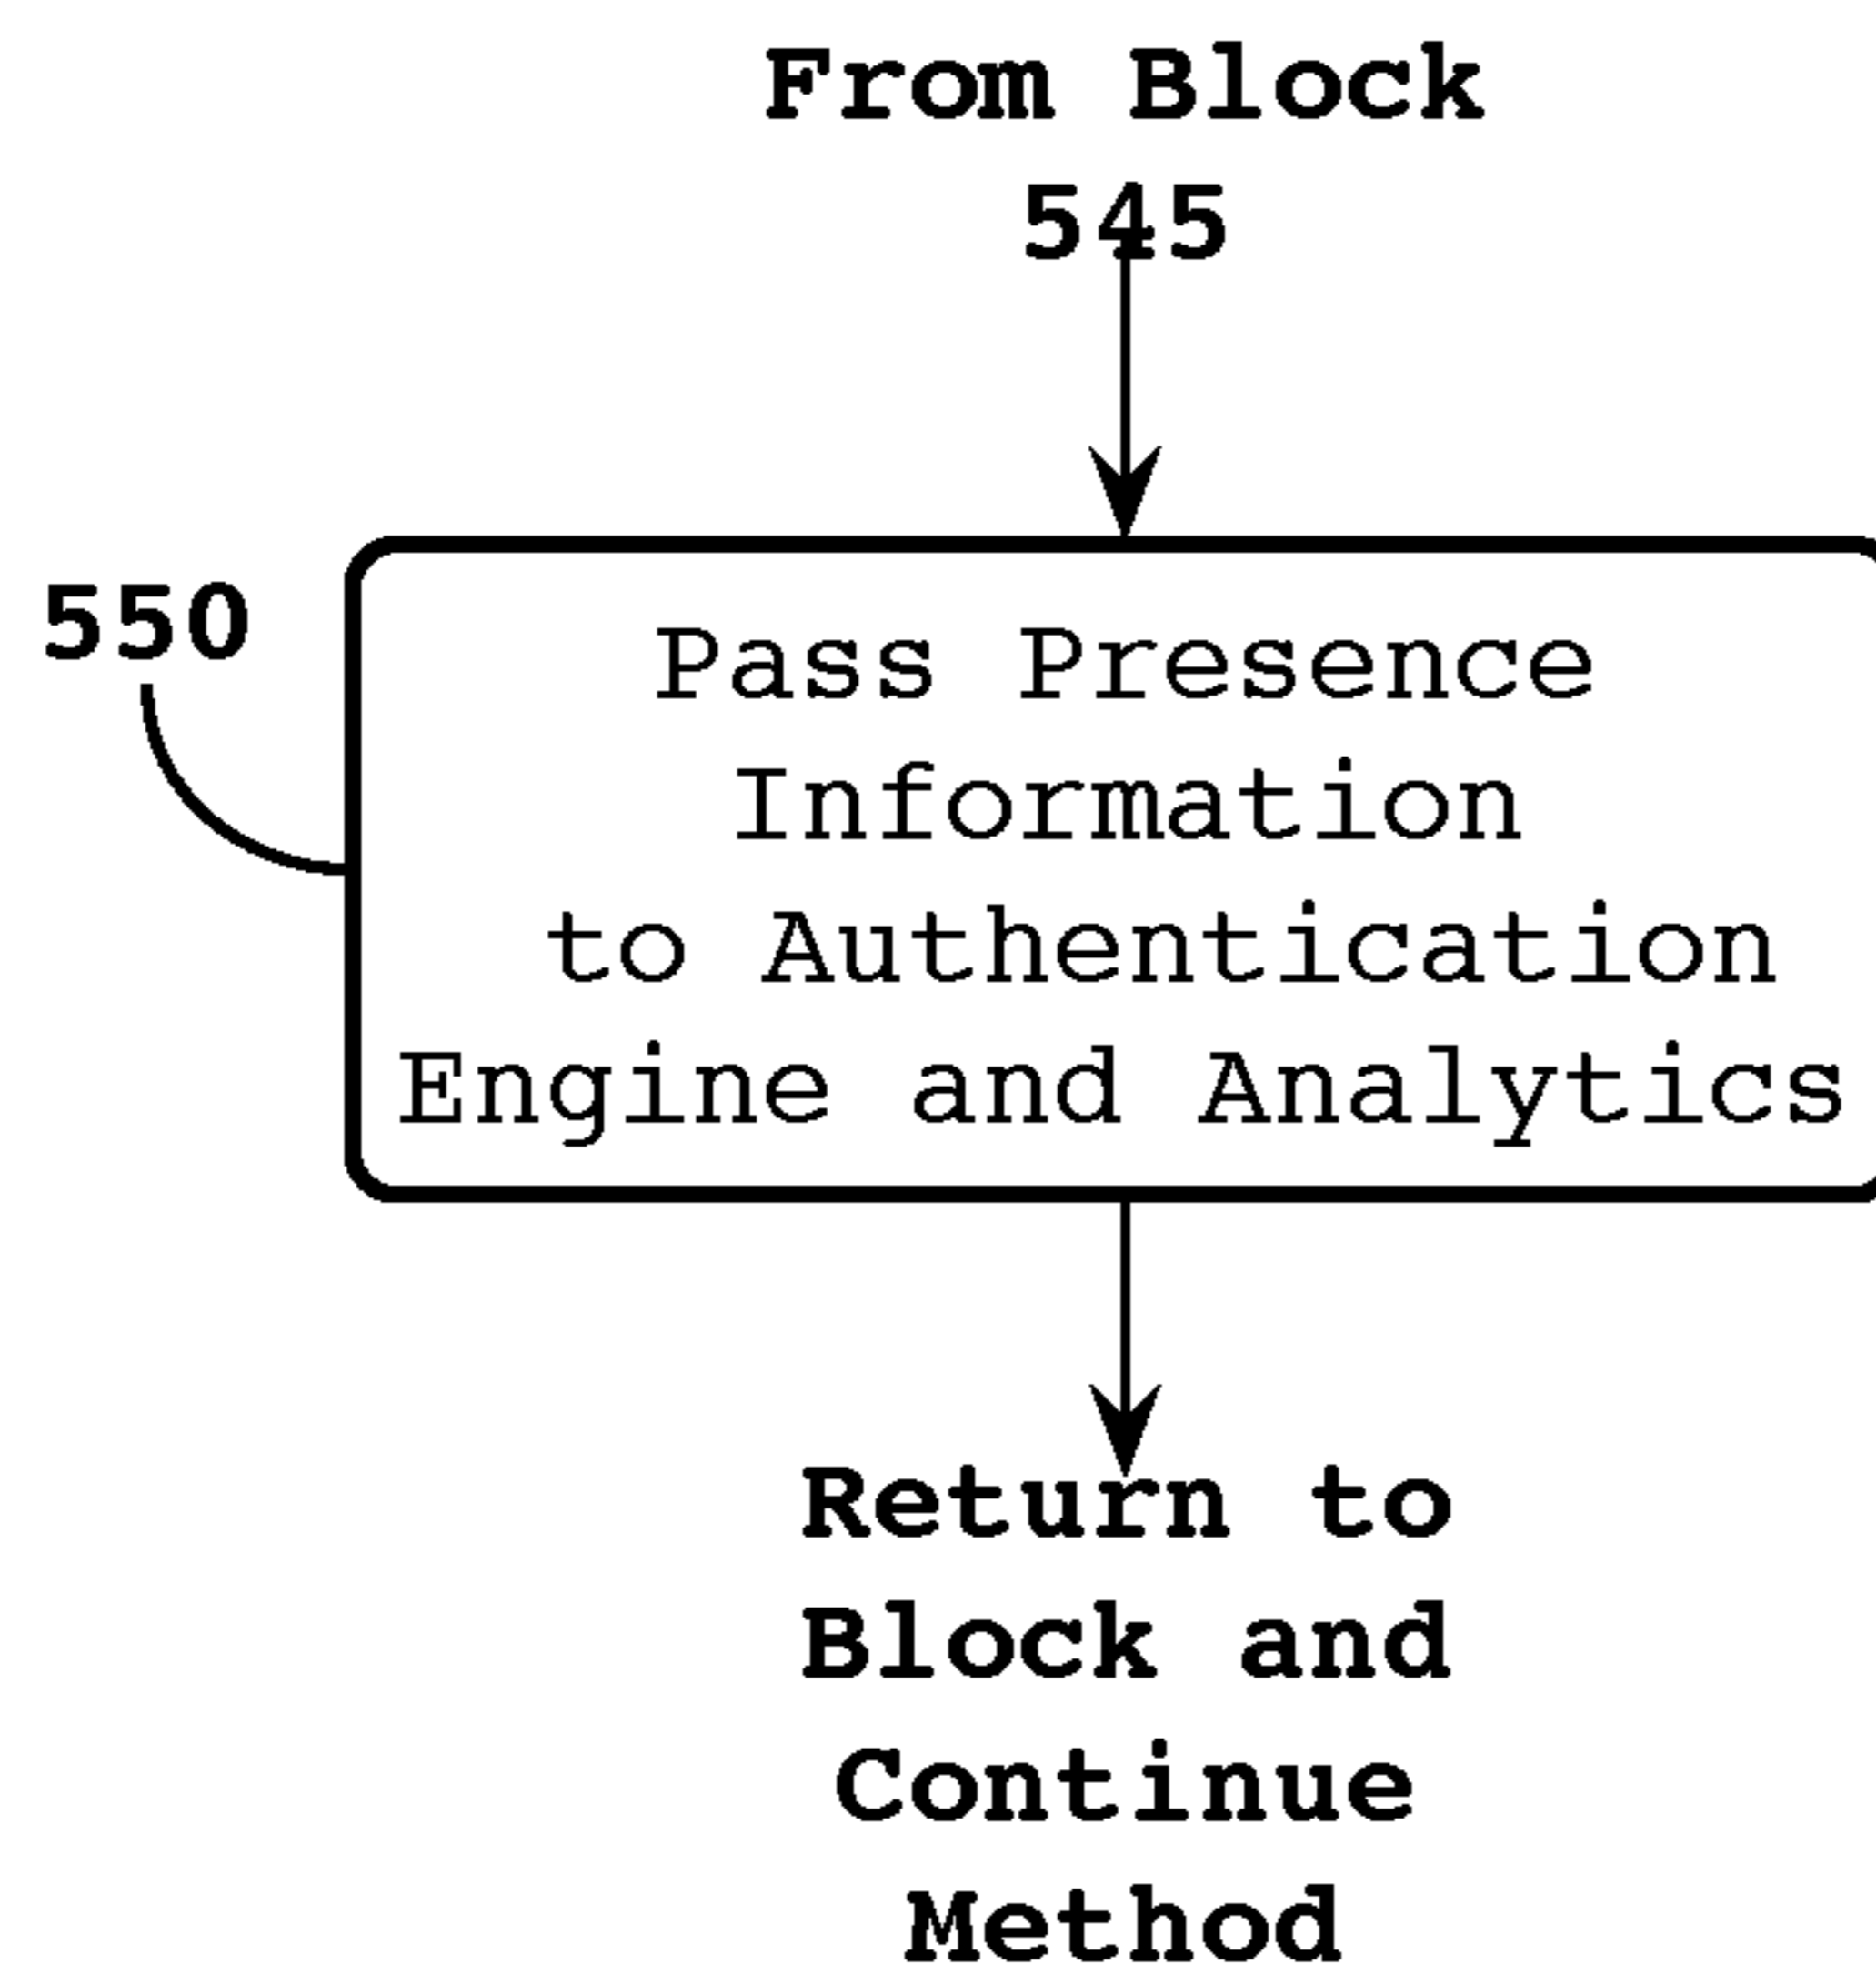 From Block
545
550
Pass Presence
Information
to Authentication
Engine and Analytics
Return to
Block and
Continue
Method